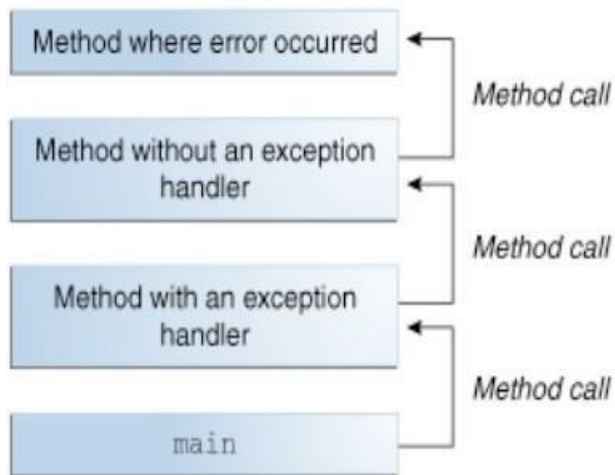 Method where error occurred
Method call
Method without an exception
handler
Method call
Method with an exception
handler
Method call
main